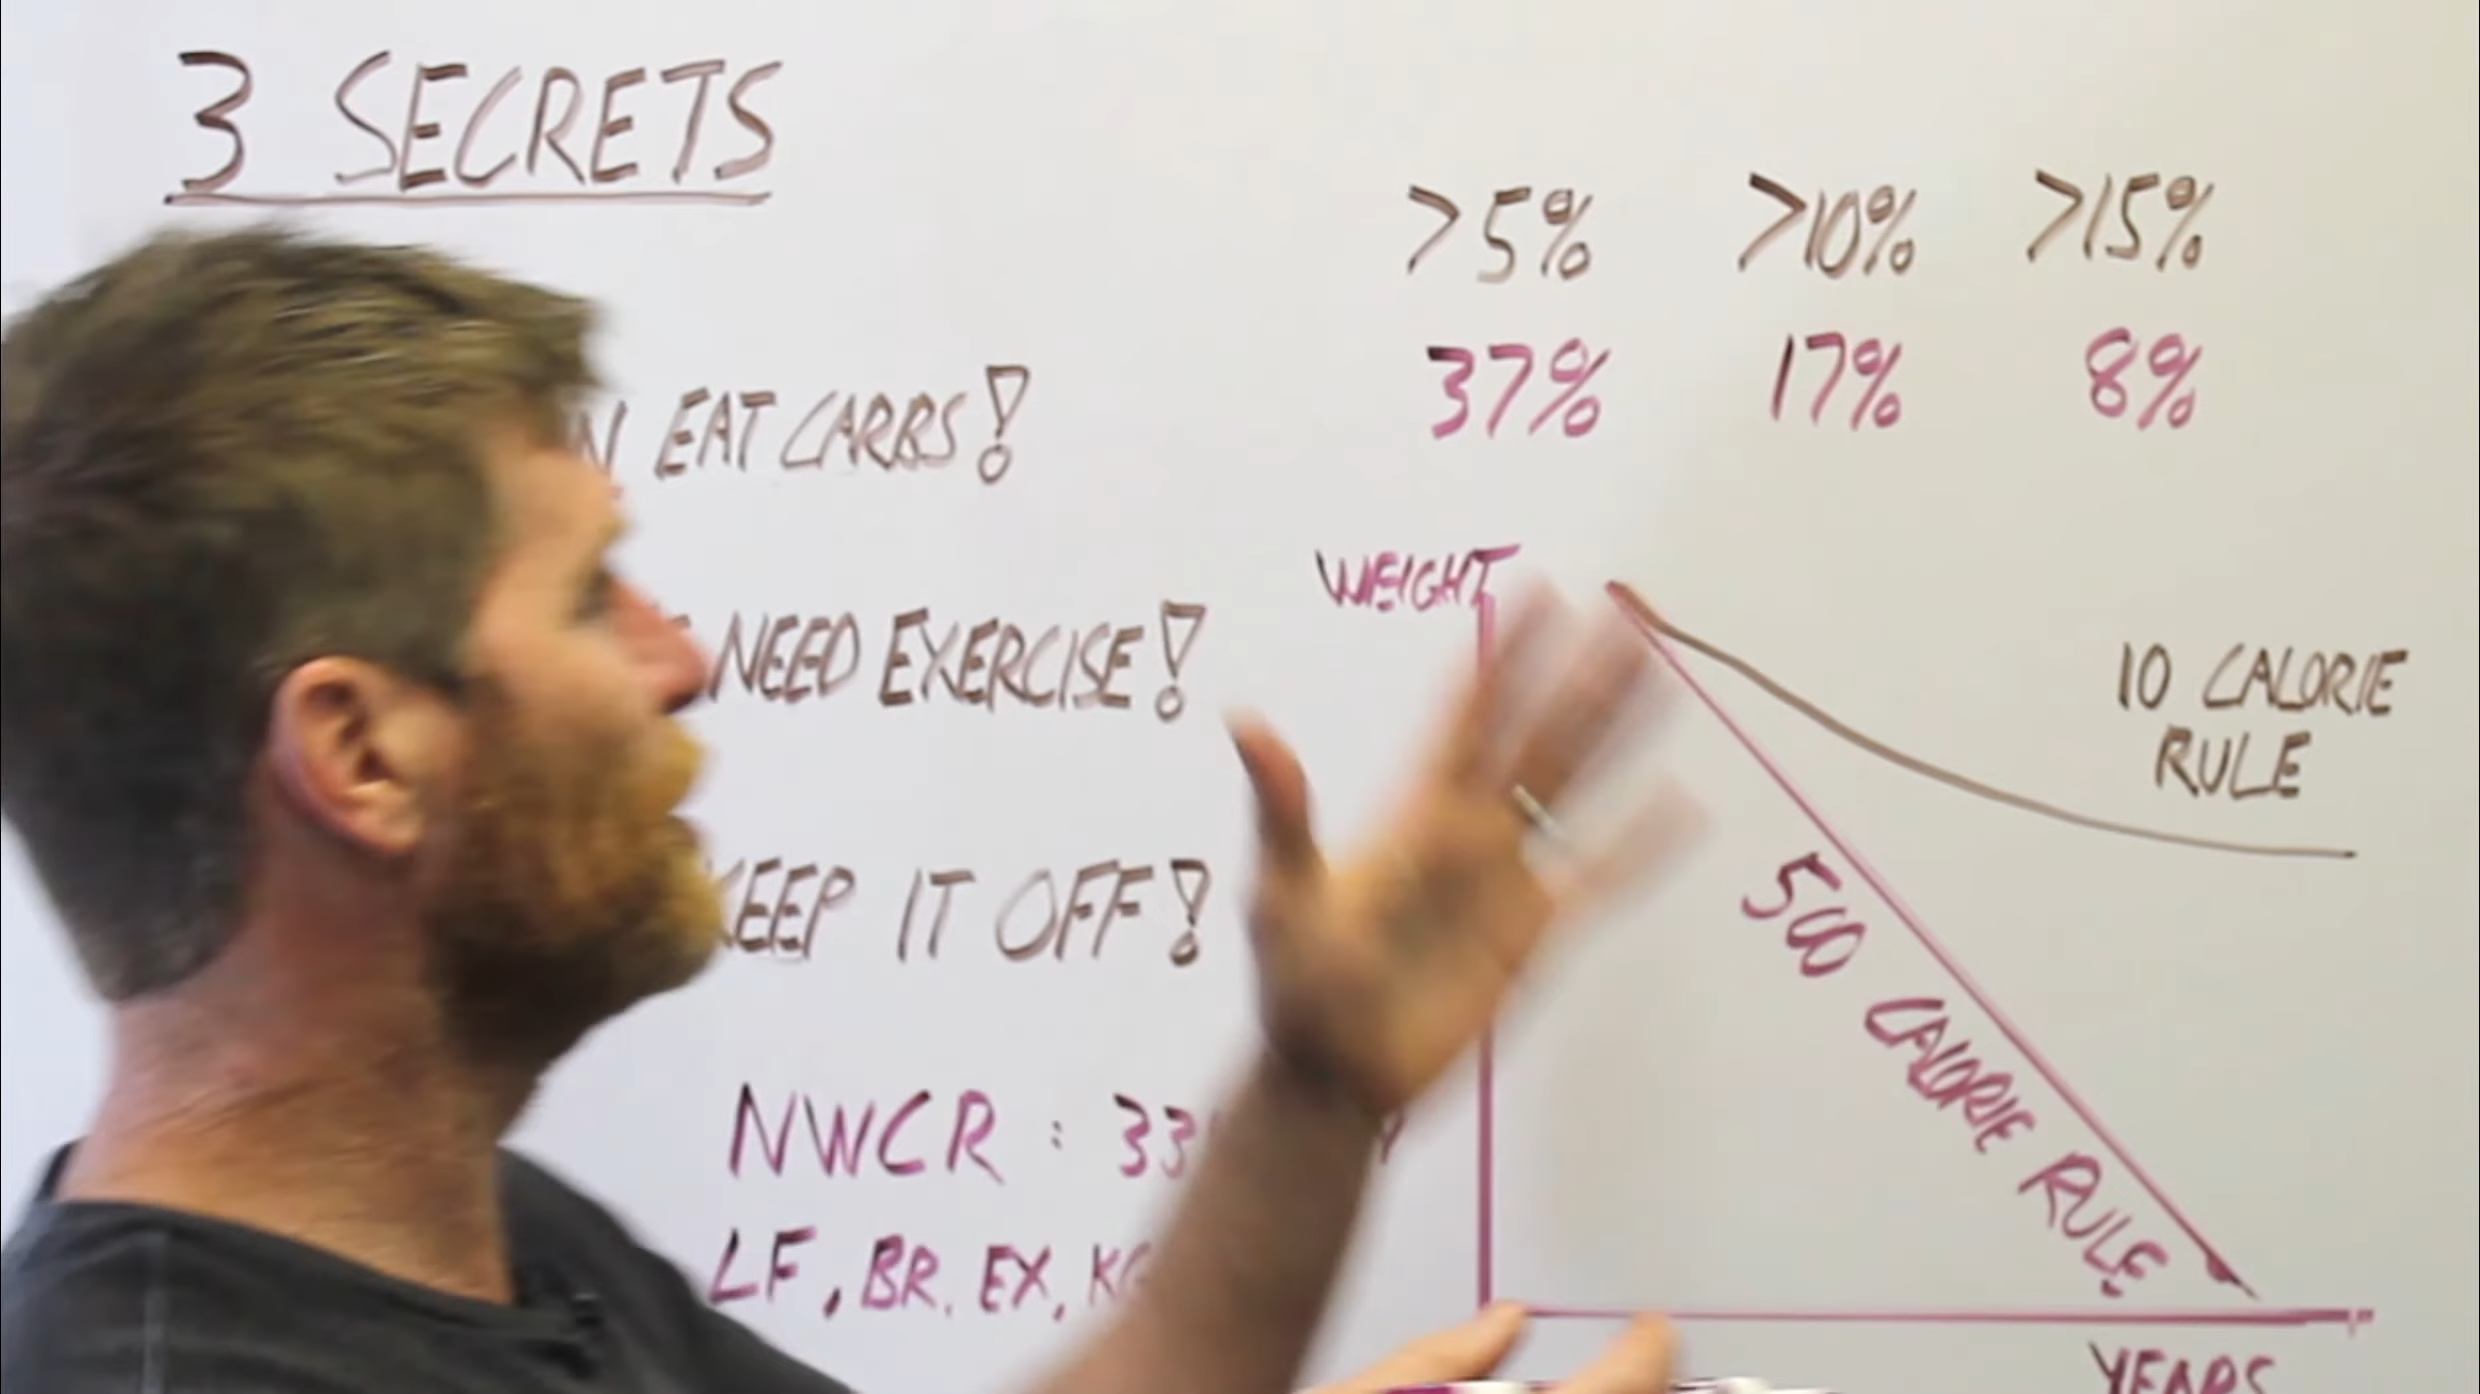 3 SECRETS
EAT CARBS!
NEED EXERCISE!
KEEP IT OFF!
NWCR : 33
LF, BR, EX,
>5% >10% >15%
37% 17% 8%
WEIGHT
10 CALORIE
RULE
500 CALORIE RULE
YEARS